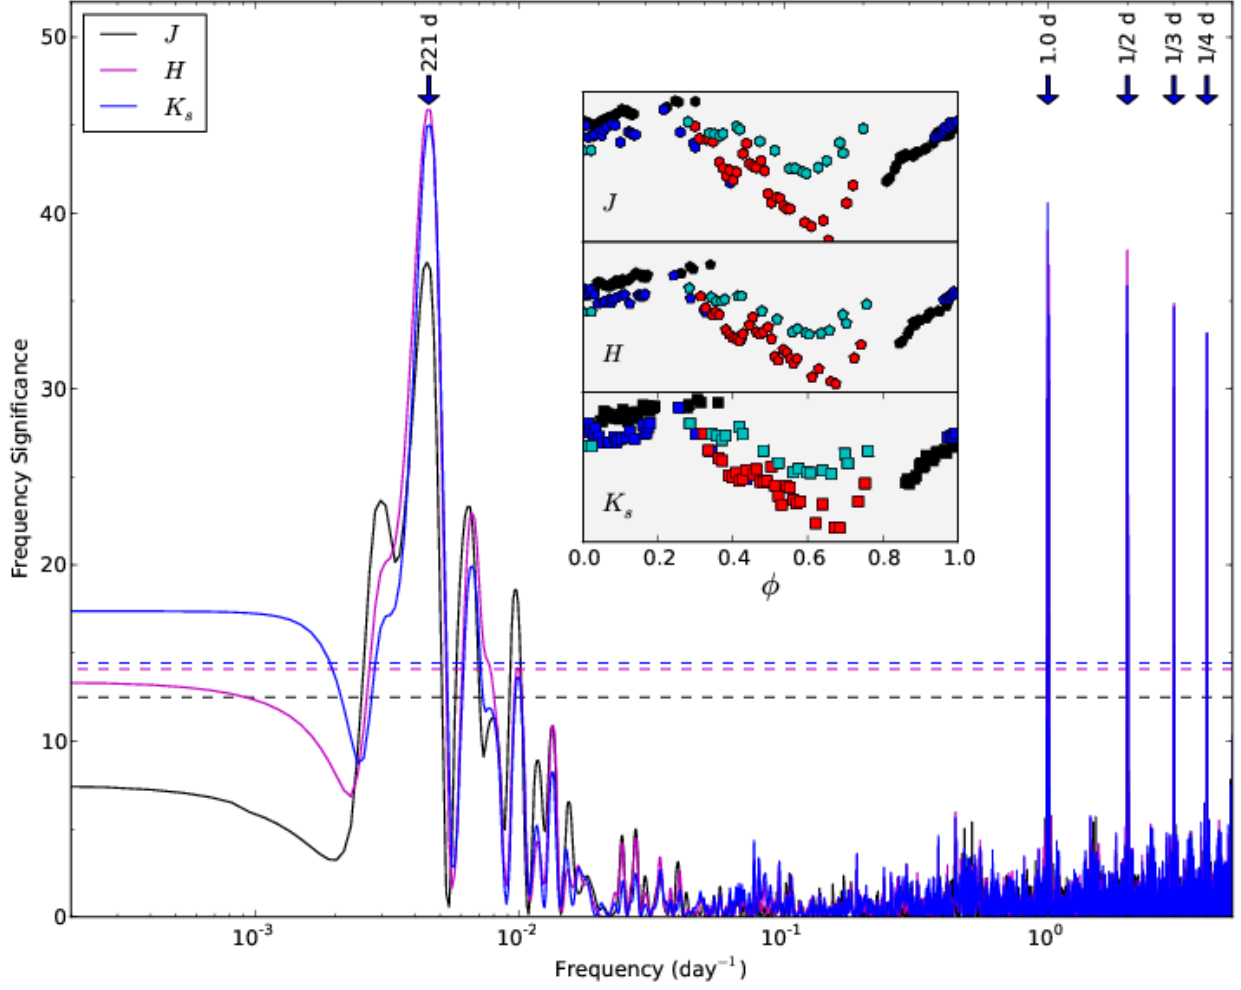 50
40
30
20
10
0
Frequency Significance
J
H
K_s
221 d
1.0 d
1/2 d
1/3 d
1/4 d
J
H
K_s
0.0 0.2 0.4 0.6 0.8 1.0
ϕ
10⁻³ 10⁻² 10⁻¹ 10⁰
Frequency (day⁻¹)